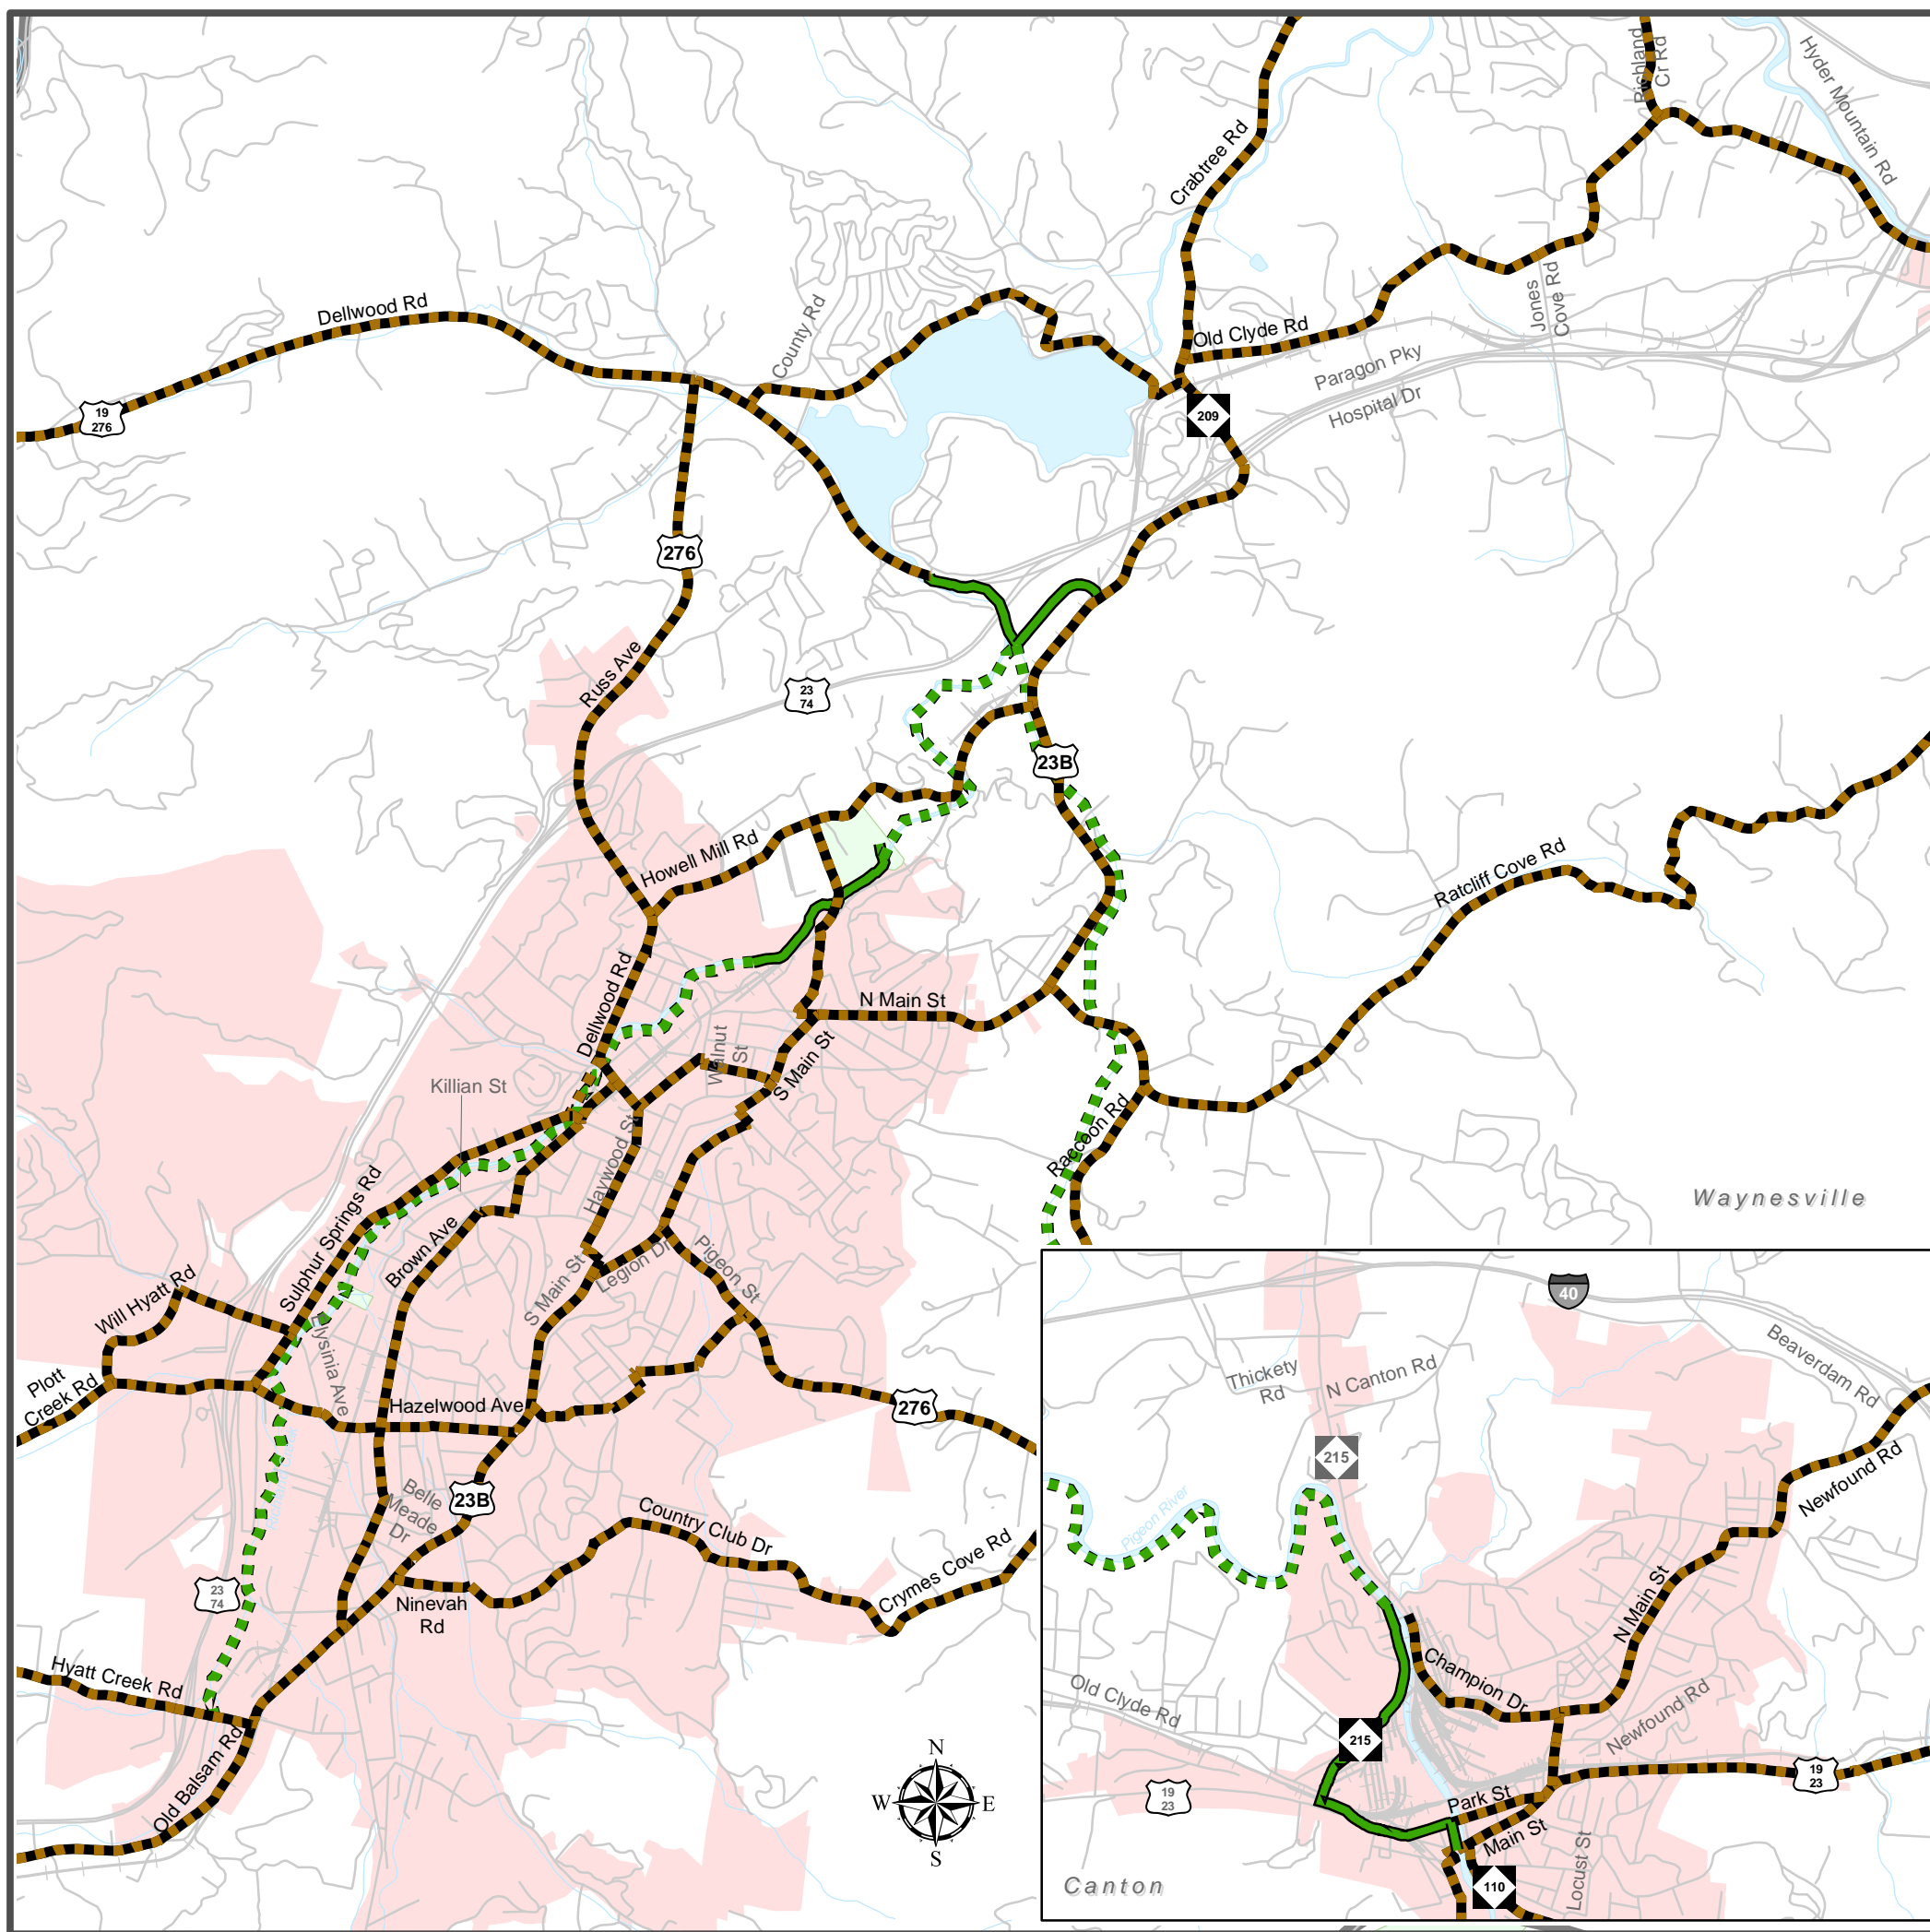 Richland
Cr Rd
Hyder Mountain Rd
Crabtree Rd
Dellwood Rd
19
276
County Rd
Old Clyde Rd
Jones
Cove Rd
Paragon Pky
209
Hospital Dr
276
Russ Ave
23
74
23B
Howell Mill Rd
Ratcliff Cove Rd
Dellwood Rd
N Main St
Walnut
St
S Main St
Killian St
Raccoon Rd
Haywood St
Sulphur Springs Rd
Waynesville
Brown Ave
Legion Dr
Pigeon St
S Main St
Will Hyatt Rd
Elysinia Ave
Plott
Creek Rd
Hazelwood Ave
276
23B
Belle
Meade
Dr
Country Club Dr
Crymes Cove Rd
23
74
Ninevah
Rd
Hyatt Creek Rd
Old Balsam Rd
N
W
E
S
40
Beaverdam Rd
Thickety
Rd
N Canton Rd
215
Newfound Rd
Pigeon River
N Main St
Champion Dr
Old Clyde Rd
Newfound Rd
215
19
23
19
23
Park St
Main St
Locust St
110
Canton